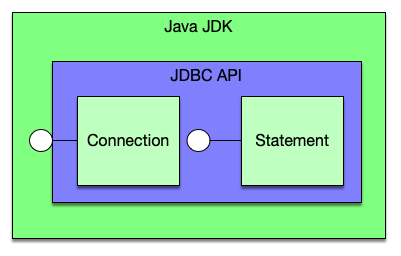 Java JDK
JDBC API
Connection
Statement